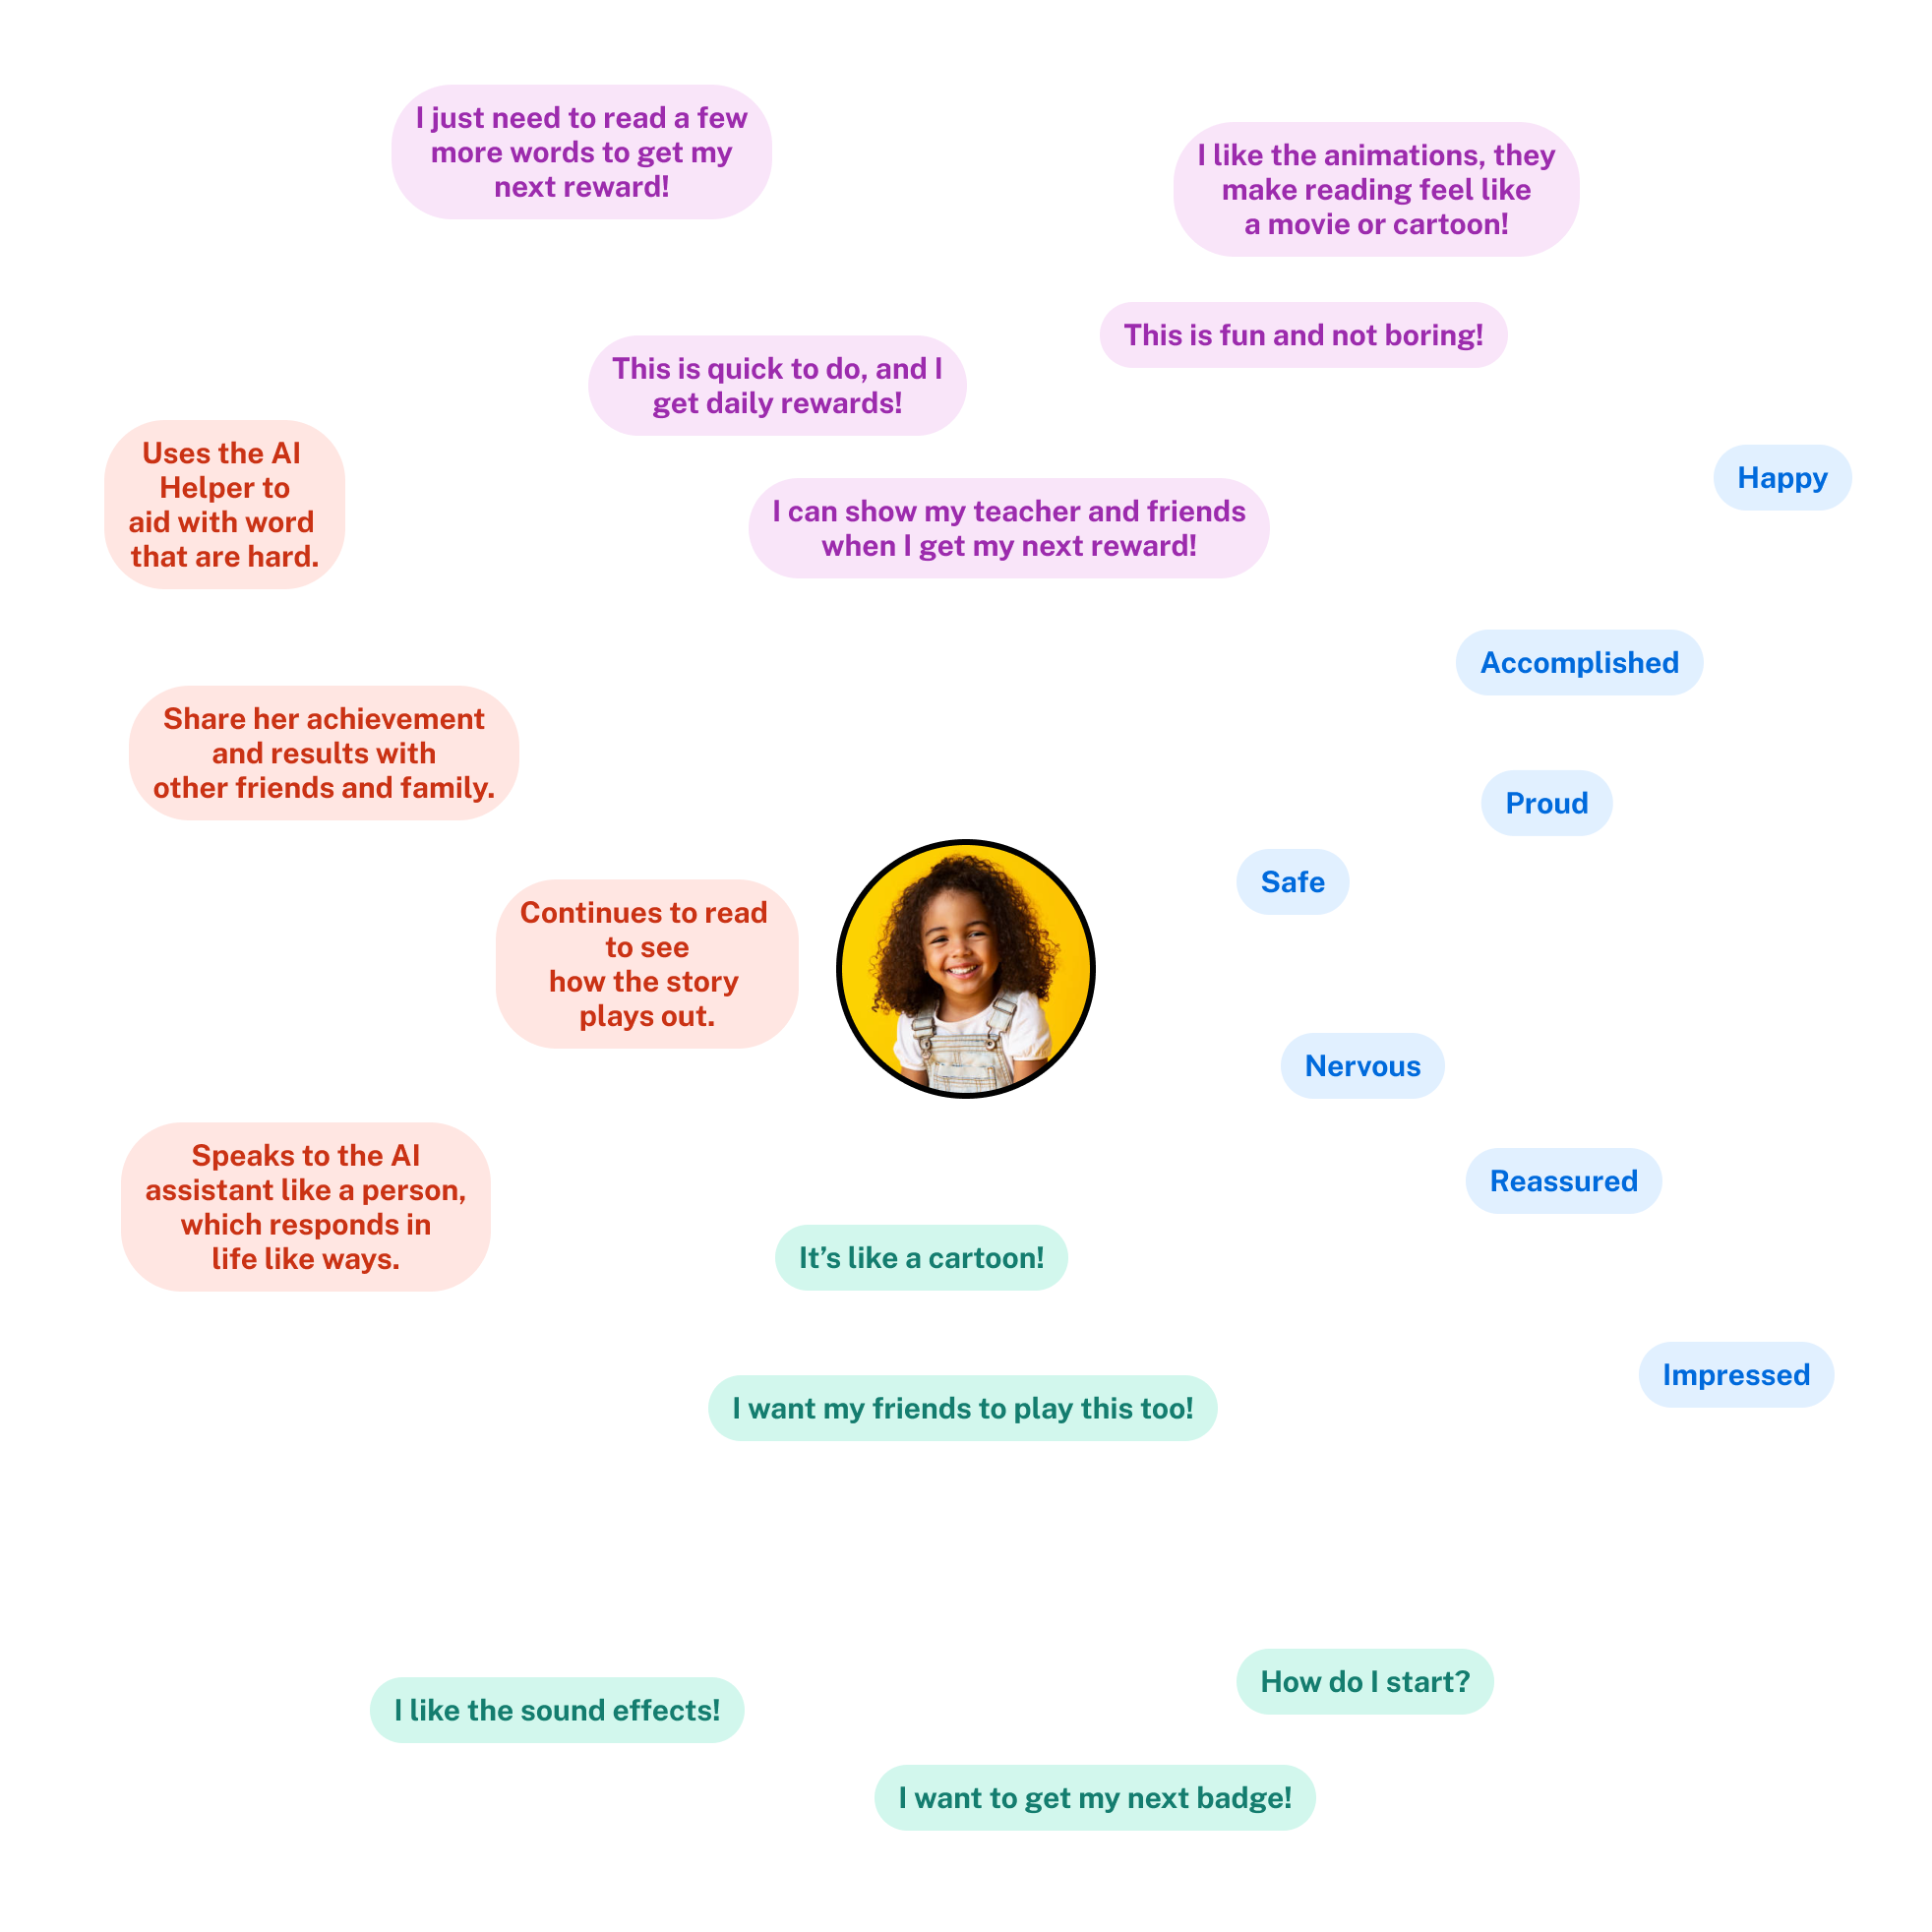 I just need to read a few
more words to get my
next reward!
I like the animations, they
make reading feel like
a movie or cartoon!
This is fun and not boring!
This is quick to do, and I
get daily rewards!
I can show my teacher and friends
when I get my next reward!
Uses the AI
Helper to
aid with word
that are hard.
Share her achievement
and results with
other friends and family.
Continues to read
to see
how the story
plays out.
Speaks to the AI
assistant like a person,
which responds in
life like ways.
Happy
Accomplished
Proud
Safe
Nervous
Reassured
Impressed
It’s like a cartoon!
I want my friends to play this too!
I like the sound effects!
How do I start?
I want to get my next badge!